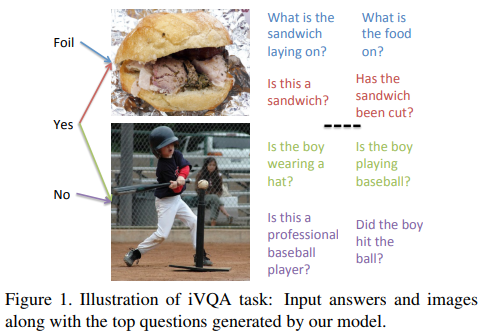 Foil
Yes
No
What is the
sandwich
laying on?
What is
the food
on?
Is this a
sandwich?
Has the
sandwich
been cut?
Is the boy
wearing a
hat?
Is the boy
playing
baseball?
Is this a
professional
baseball
player?
Did the boy
hit the
ball?
Figure 1. Illustration of iVQA task: Input answers and images
along with the top questions generated by our model.